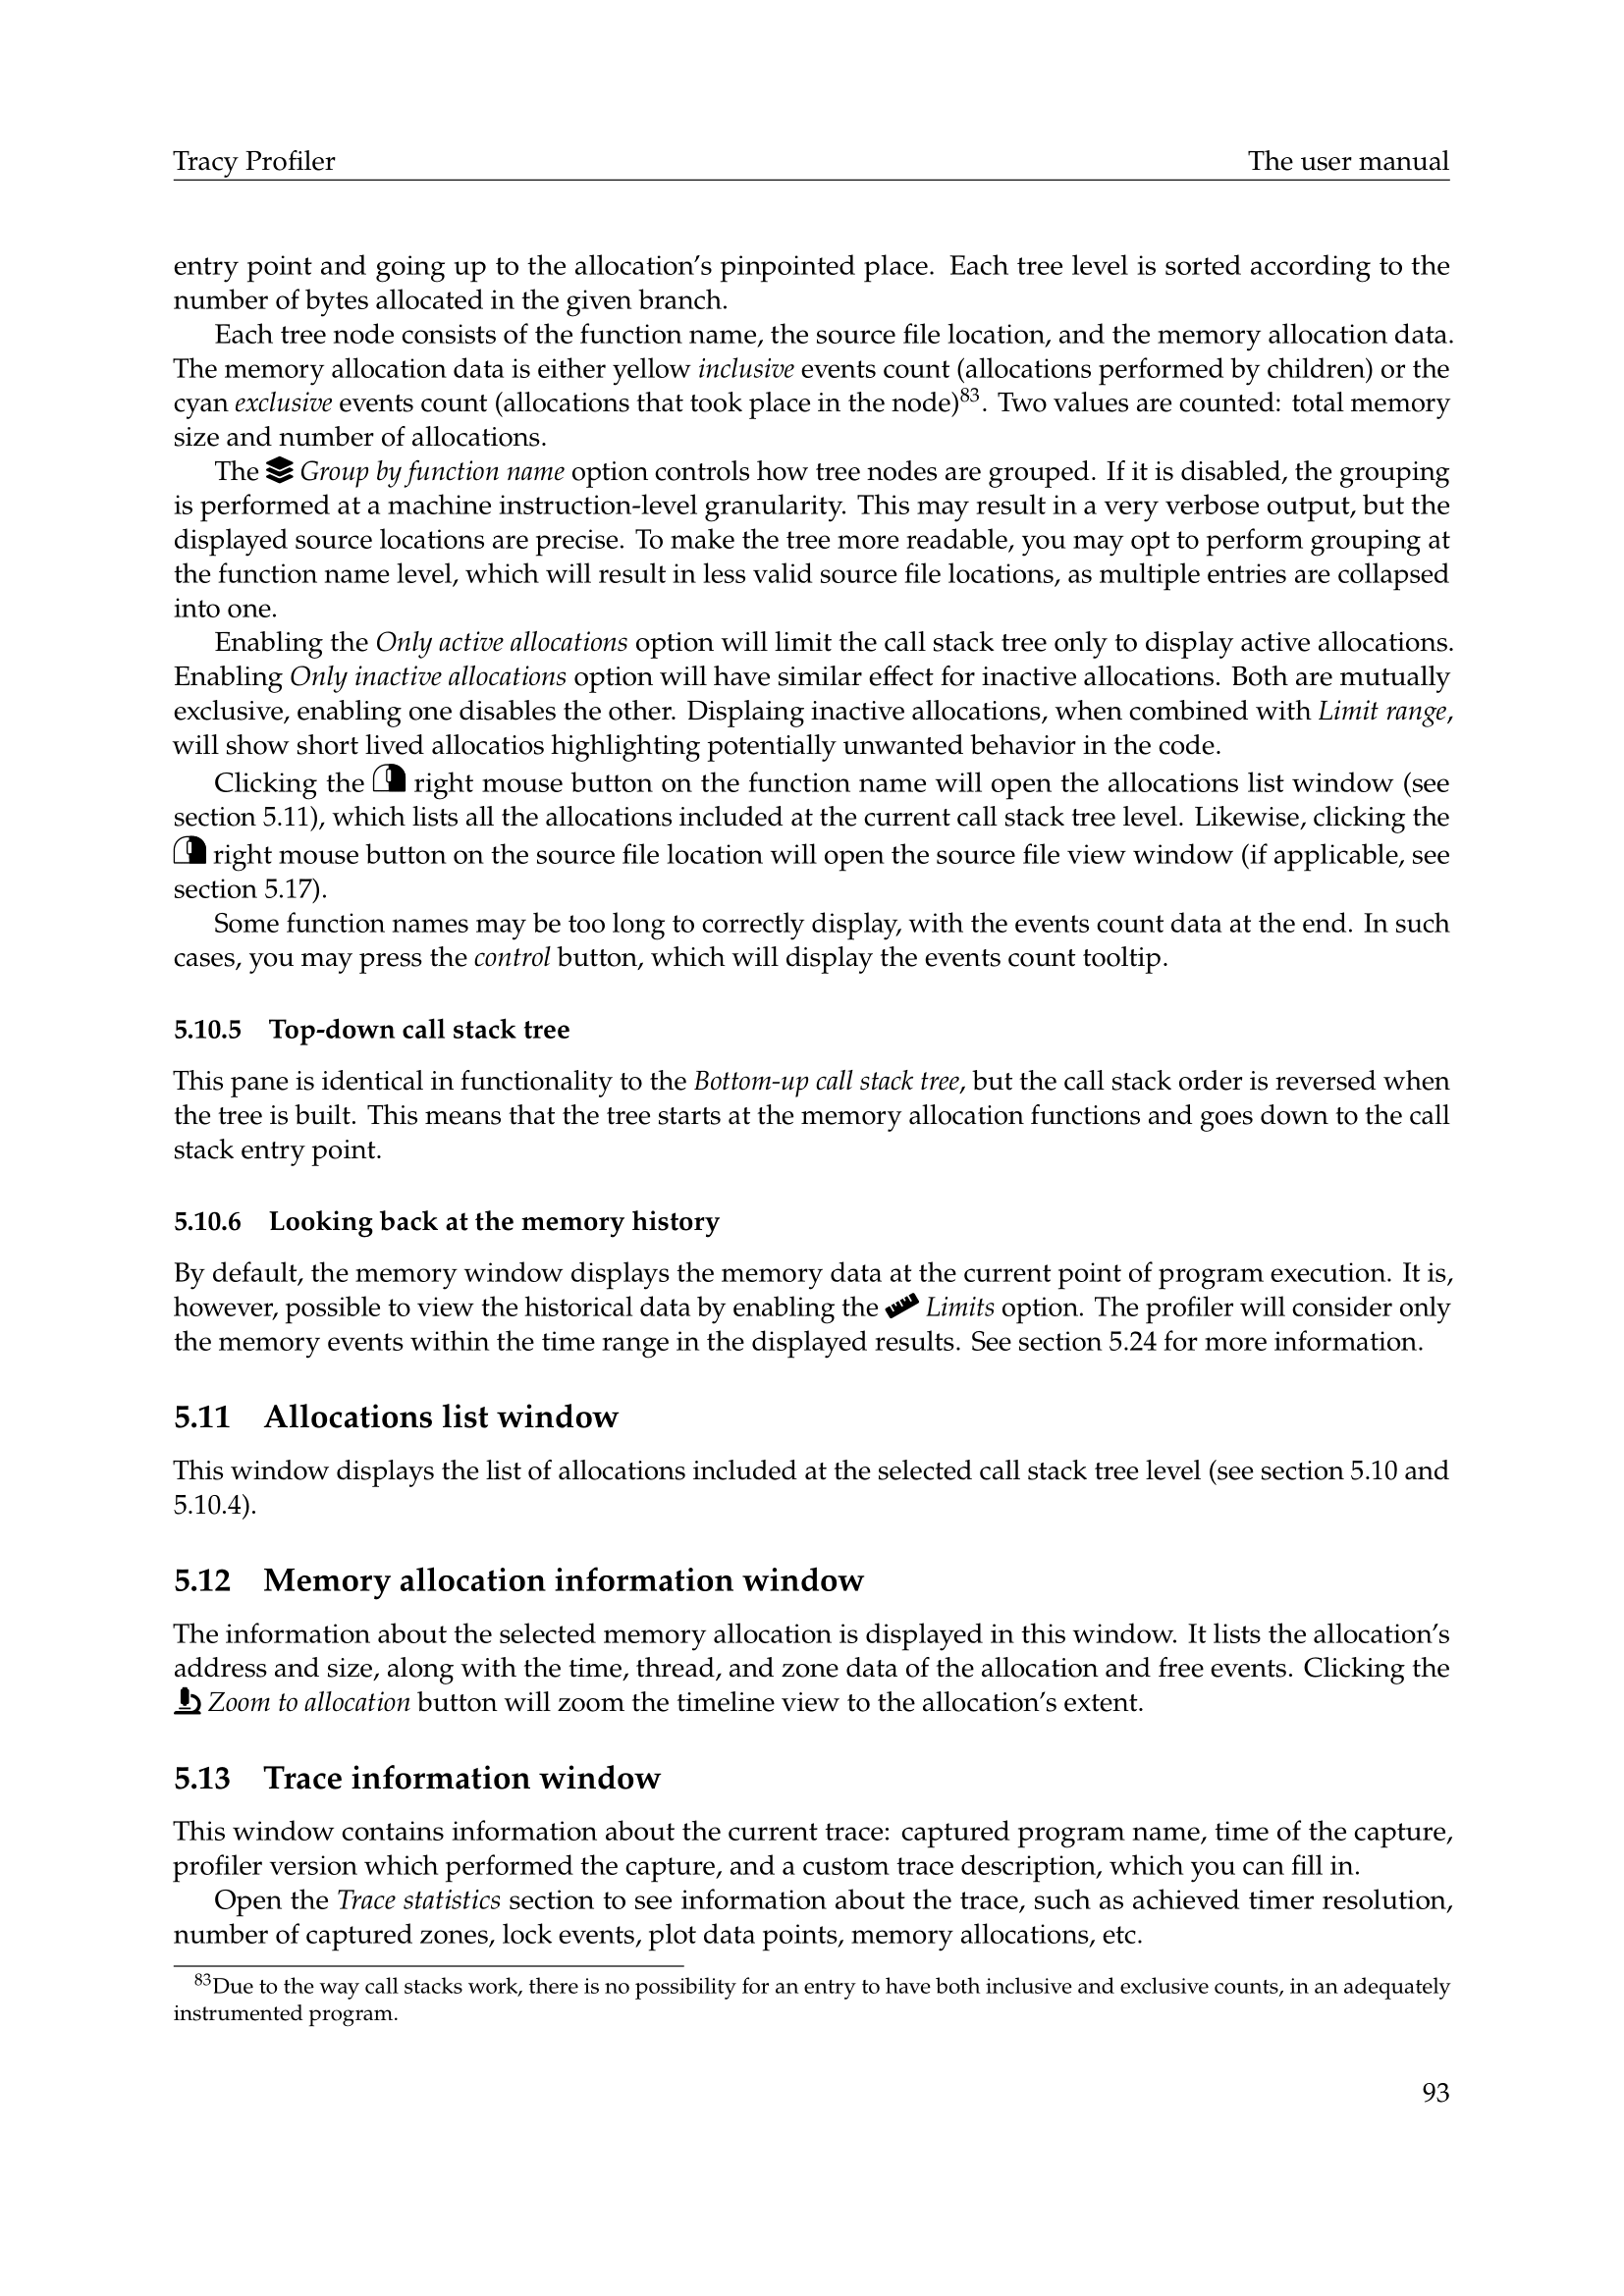 Tracy Profiler The user manual
entry point and going up to the allocation’s pinpointed place. Each tree level is sorted according to the
number of bytes allocated in the given branch.
Each tree node consists of the function name, the source file location, and the memory allocation data.
The memory allocation data is either yellow inclusive events count (allocations performed by children) or the
cyan exclusive events count (allocations that took place in the node)83. Two values are counted: total memory
size and number of allocations.
The Group by function name option controls how tree nodes are grouped. If it is disabled, the grouping
is performed at a machine instruction-level granularity. This may result in a very verbose output, but the
displayed source locations are precise. To make the tree more readable, you may opt to perform grouping at
the function name level, which will result in less valid source file locations, as multiple entries are collapsed
into one.
Enabling the Only active allocations option will limit the call stack tree only to display active allocations.
Enabling Only inactive allocations option will have similar effect for inactive allocations. Both are mutually
exclusive, enabling one disables the other. Displaing inactive allocations, when combined with Limit range,
will show short lived allocatios highlighting potentially unwanted behavior in the code.
Clicking the right mouse button on the function name will open the allocations list window (see
section 5.11), which lists all the allocations included at the current call stack tree level. Likewise, clicking the
right mouse button on the source file location will open the source file view window (if applicable, see
section 5.17).
Some function names may be too long to correctly display, with the events count data at the end. In such
cases, you may press the control button, which will display the events count tooltip.
5.10.5 Top-down call stack tree
This pane is identical in functionality to the Bottom-up call stack tree, but the call stack order is reversed when
the tree is built. This means that the tree starts at the memory allocation functions and goes down to the call
stack entry point.
5.10.6 Looking back at the memory history
By default, the memory window displays the memory data at the current point of program execution. It is,
however, possible to view the historical data by enabling the Limits option. The profiler will consider only
the memory events within the time range in the displayed results. See section 5.24 for more information.
5.11 Allocations list window
This window displays the list of allocations included at the selected call stack tree level (see section 5.10 and
5.10.4).
5.12 Memory allocation information window
The information about the selected memory allocation is displayed in this window. It lists the allocation’s
address and size, along with the time, thread, and zone data of the allocation and free events. Clicking the
Zoom to allocation button will zoom the timeline view to the allocation’s extent.
5.13 Trace information window
This window contains information about the current trace: captured program name, time of the capture,
profiler version which performed the capture, and a custom trace description, which you can fill in.
Open the Trace statistics section to see information about the trace, such as achieved timer resolution,
number of captured zones, lock events, plot data points, memory allocations, etc.
83Due to the way call stacks work, there is no possibility for an entry to have both inclusive and exclusive counts, in an adequately
instrumented program.
93